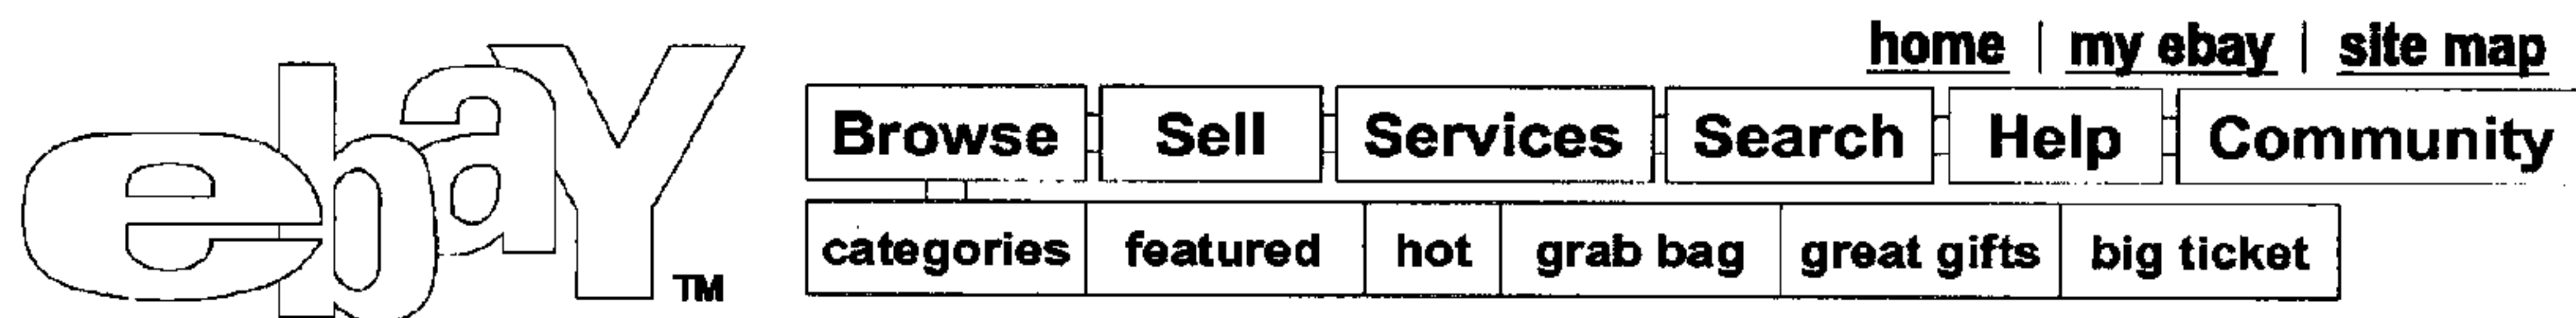 home | my ebay | site map
ebaY™
Browse Sell Services Search Help Community
categories featured hot grab bag great gifts big ticket